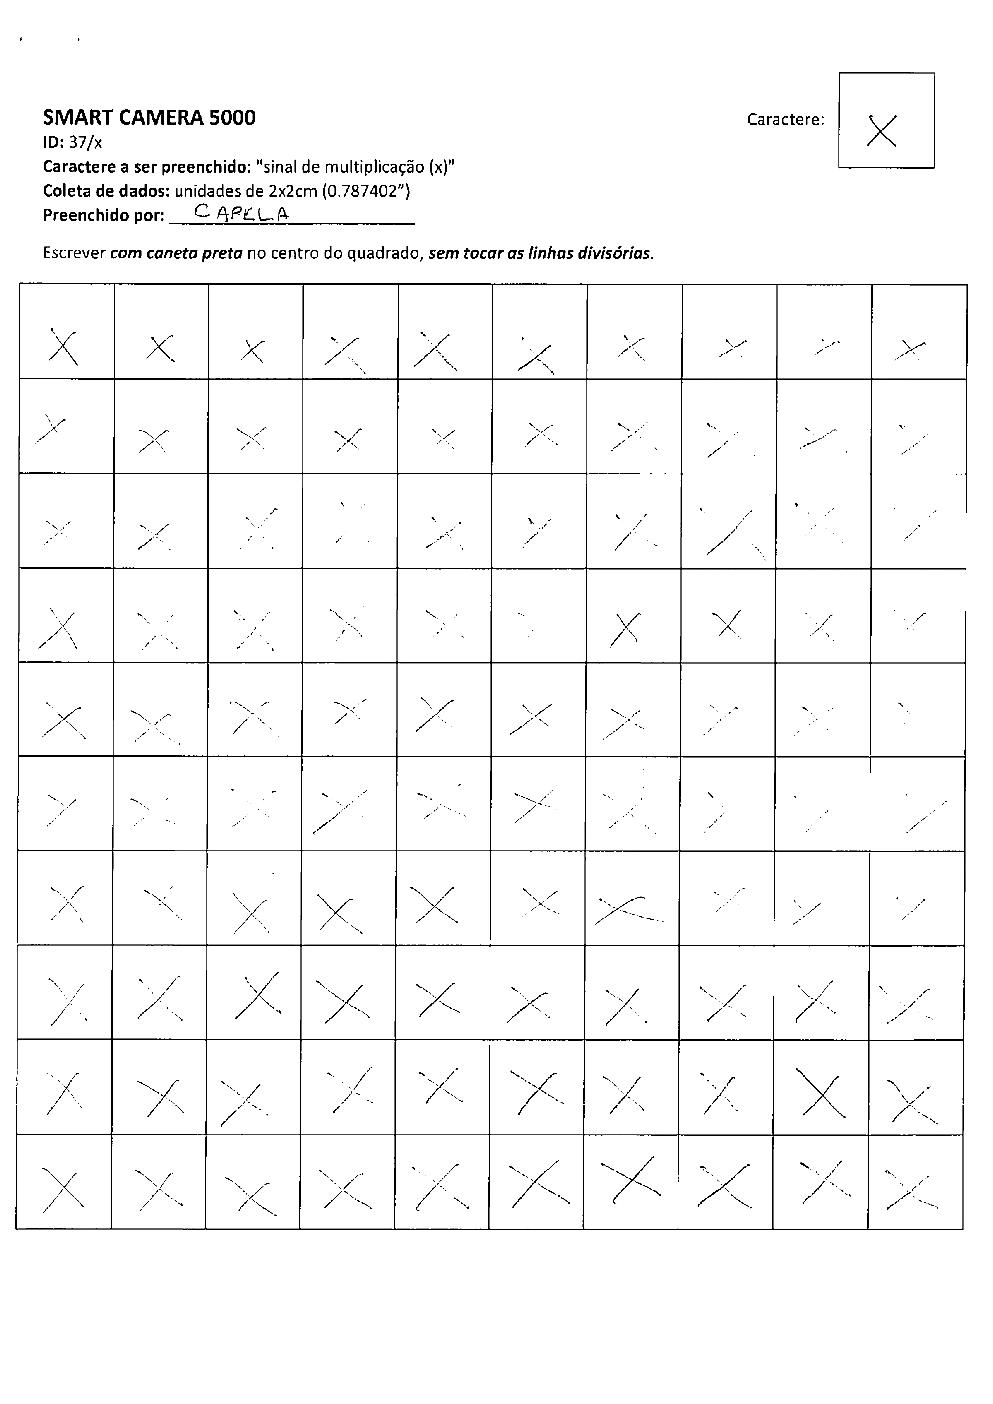 SMART CAMERA 5000
Caractere:
x
ID: 37/x
Caractere a ser preenchido: "sinal de multiplicação (x)"
Coleta de dados: unidades de 2x2cm (0.787402")
Preenchido por: CAPELA
Escrever com caneta preta no centro do quadrado, sem tocar as linhas divisórias.
x x x x x x x x x x
x x x x x x x x x x
x x x x x x x x x x
x x x x x x x x x x
x x x x x x x x x x
x x x x x x x x x x
x x x x x x x x x x
x x x x x x x x x x
x x x x x x x x x x
x x x x x x x x x x